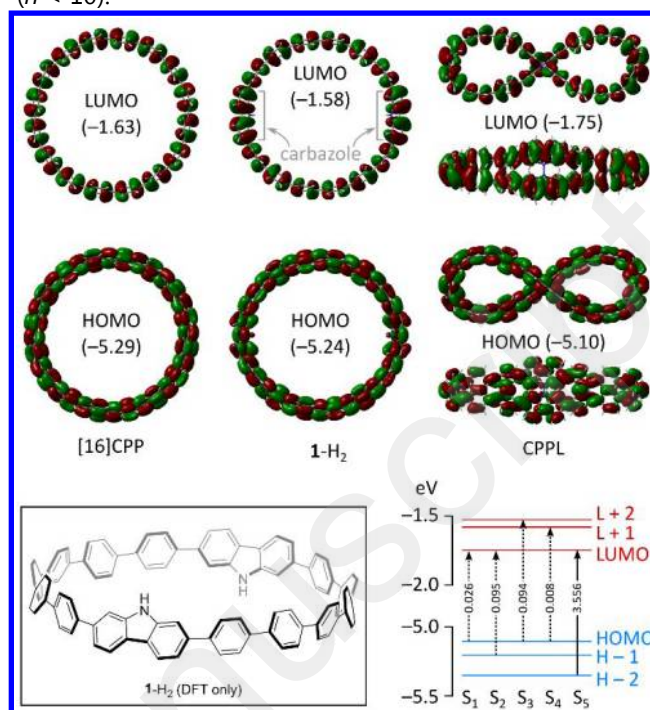 (n < 16).
LUMO
(−1.63)
LUMO
(−1.58)
carbazole
LUMO (−1.75)
HOMO
(−5.29)
HOMO
(−5.24)
HOMO (−5.10)
[16]CPP
1-H2
CPPL
N
H
H
N
1-H2 (DFT only)
eV
−1.5
−2.0
−5.0
−5.5
L + 2
L + 1
LUMO
HOMO
H − 1
H − 2
0.026
0.095
0.094
0.008
3.556
S1 S2 S3 S4 S5
nuscript